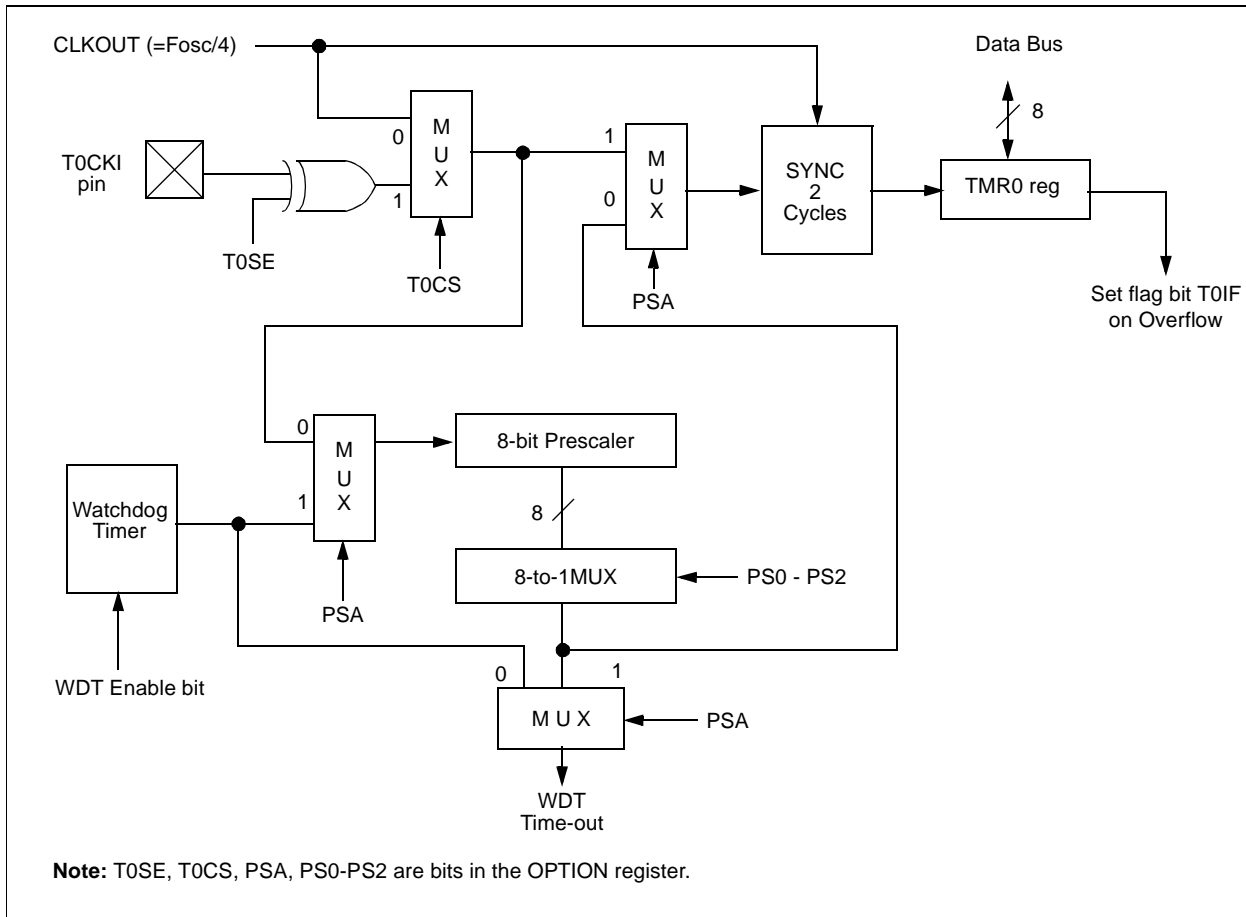 CLKOUT (=Fosc/4)
Data Bus
8
0
M
U
X
1
M
U
X
1
0
T0CKI
pin
SYNC
2
Cycles
TMR0 reg
T0SE
T0CS
PSA
Set flag bit T0IF
on Overflow
0
M
U
X
1
8-bit Prescaler
Watchdog
Timer
8
8-to-1MUX
PS0 - PS2
PSA
WDT Enable bit
0
1
M U X
PSA
WDT
Time-out
Note: T0SE, T0CS, PSA, PS0-PS2 are bits in the OPTION register.